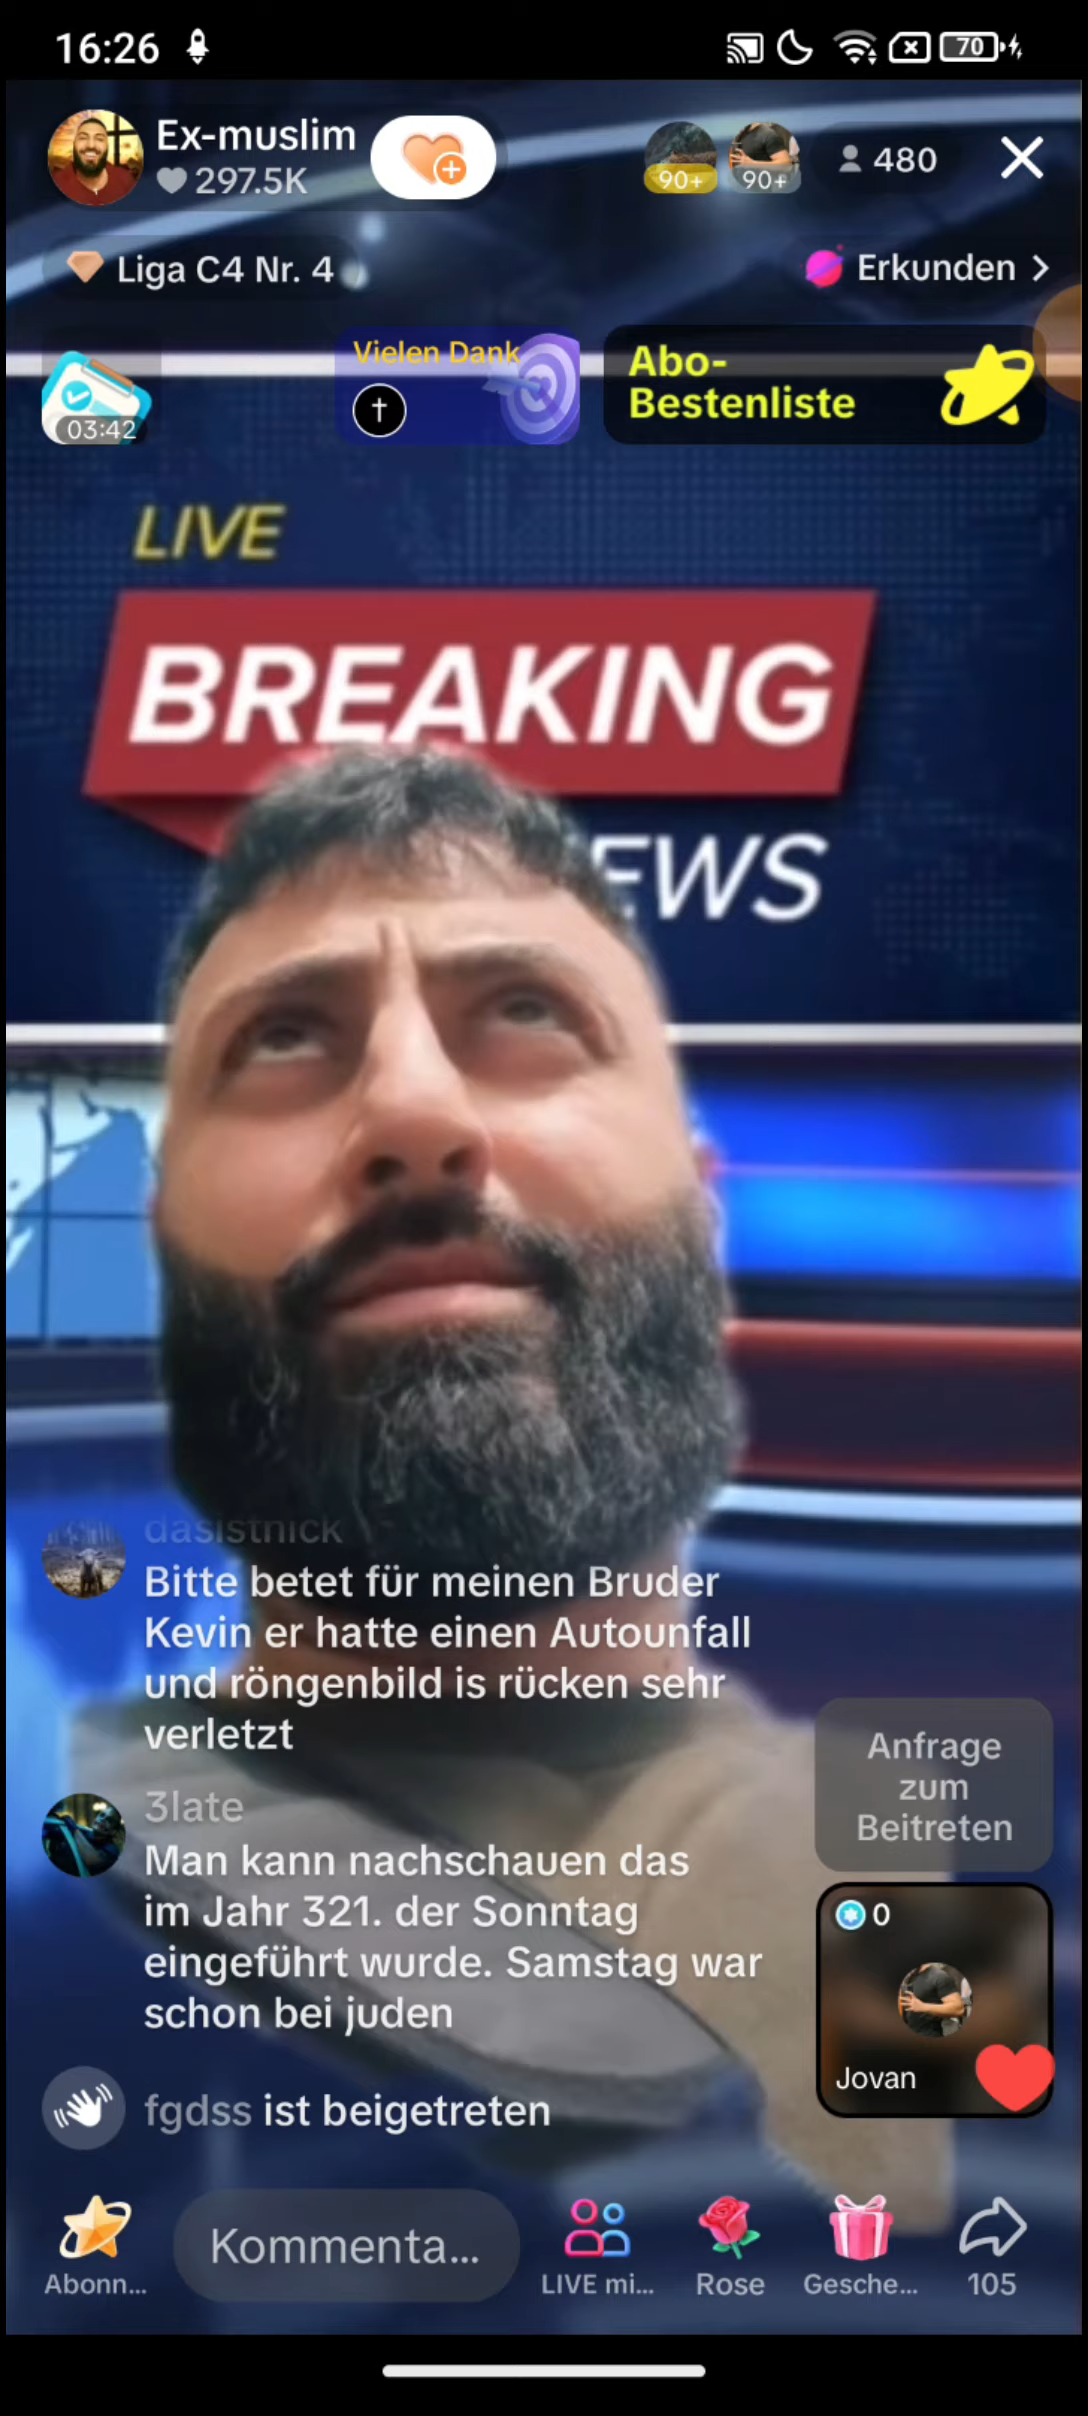 16:26
70
Ex-muslim
297.5K
90+
90+
480
Liga C4 Nr. 4
Erkunden
03:42
Vielen Dank
Abo-
Bestenliste
LIVE
BREAKING
EWS
dasistnick
Bitte betet für meinen Bruder
Kevin er hatte einen Autounfall
und röngenbild is rücken sehr
verletzt
3late
Man kann nachschauen das
im Jahr 321. der Sonntag
eingeführt wurde. Samstag war
schon bei juden
fgdss ist beigetreten
Anfrage
zum
Beitreten
0
Jovan
Abonn...
Kommenta...
LIVE mi...
Rose
Gesche...
105